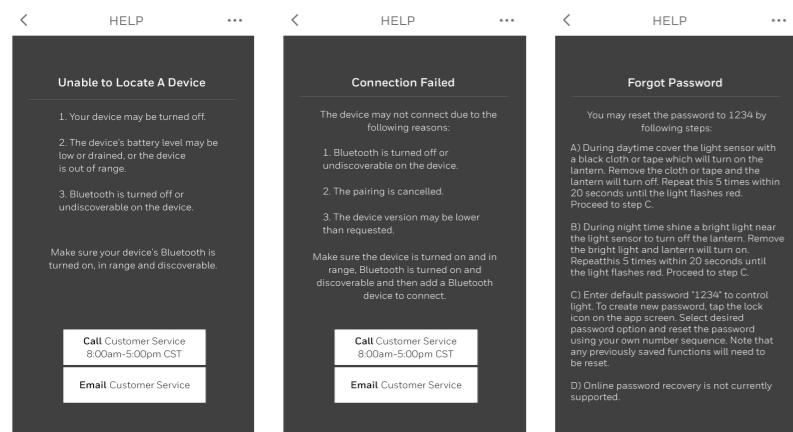 HELP
Unable to Locate A Device
1. Your device may be turned off.
2. The device's battery level may be
low or drained, or the device
is out of range.
3. Bluetooth is turned off or
undiscoverable on the device.
Make sure your device's Bluetooth is
turned on, in range and discoverable.
Call Customer Service
8:00am-5:00pm CST
Email Customer Service
HELP
Connection Failed
The device may not connect due to the
following reasons:
1. Bluetooth is turned off or
undiscoverable on the device.
2. The pairing is cancelled.
3. The device version may be lower
than requested.
Make sure the device is turned on and in
range, Bluetooth is turned on and
discoverable and then add a Bluetooth
device to connect.
Call Customer Service
8:00am-5:00pm CST
Email Customer Service
HELP
Forgot Password
You may reset the password to 1234 by
following steps:
A) During daytime cover the light sensor with
a black cloth or tape which will turn on the
lantern. Remove the cloth or tape and the
lantern will turn off. Repeat this 5 times within
20 seconds until the light flashes red.
Proceed to step C.
B) During night time shine a bright light near
the light sensor to turn off the lantern. Remove
the bright light and lantern will turn on.
Repeatthis 5 times within 20 seconds until
the light flashes red. Proceed to step C.
C) Enter default password "1234" to control
light. To create new password, tap the lock
icon on the app screen. Select desired
password option and reset the password
using your own number sequence. Note that
any previously saved functions will need to
be reset.
D) Online password recovery is not currently
supported.